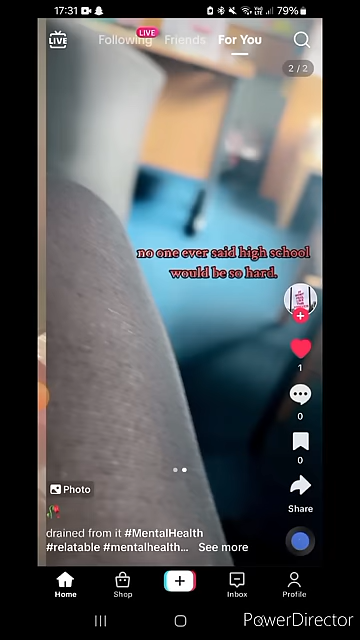 17:31
79%
LIVE
LIVE
Following
Friends
For You
2 / 2
no one ever said high school
would be so hard.
1
0
0
Share
Photo
drained from it #MentalHealth
#relatable #mentalhealth... See more
Home
Shop
Inbox
Profile
PowerDirector